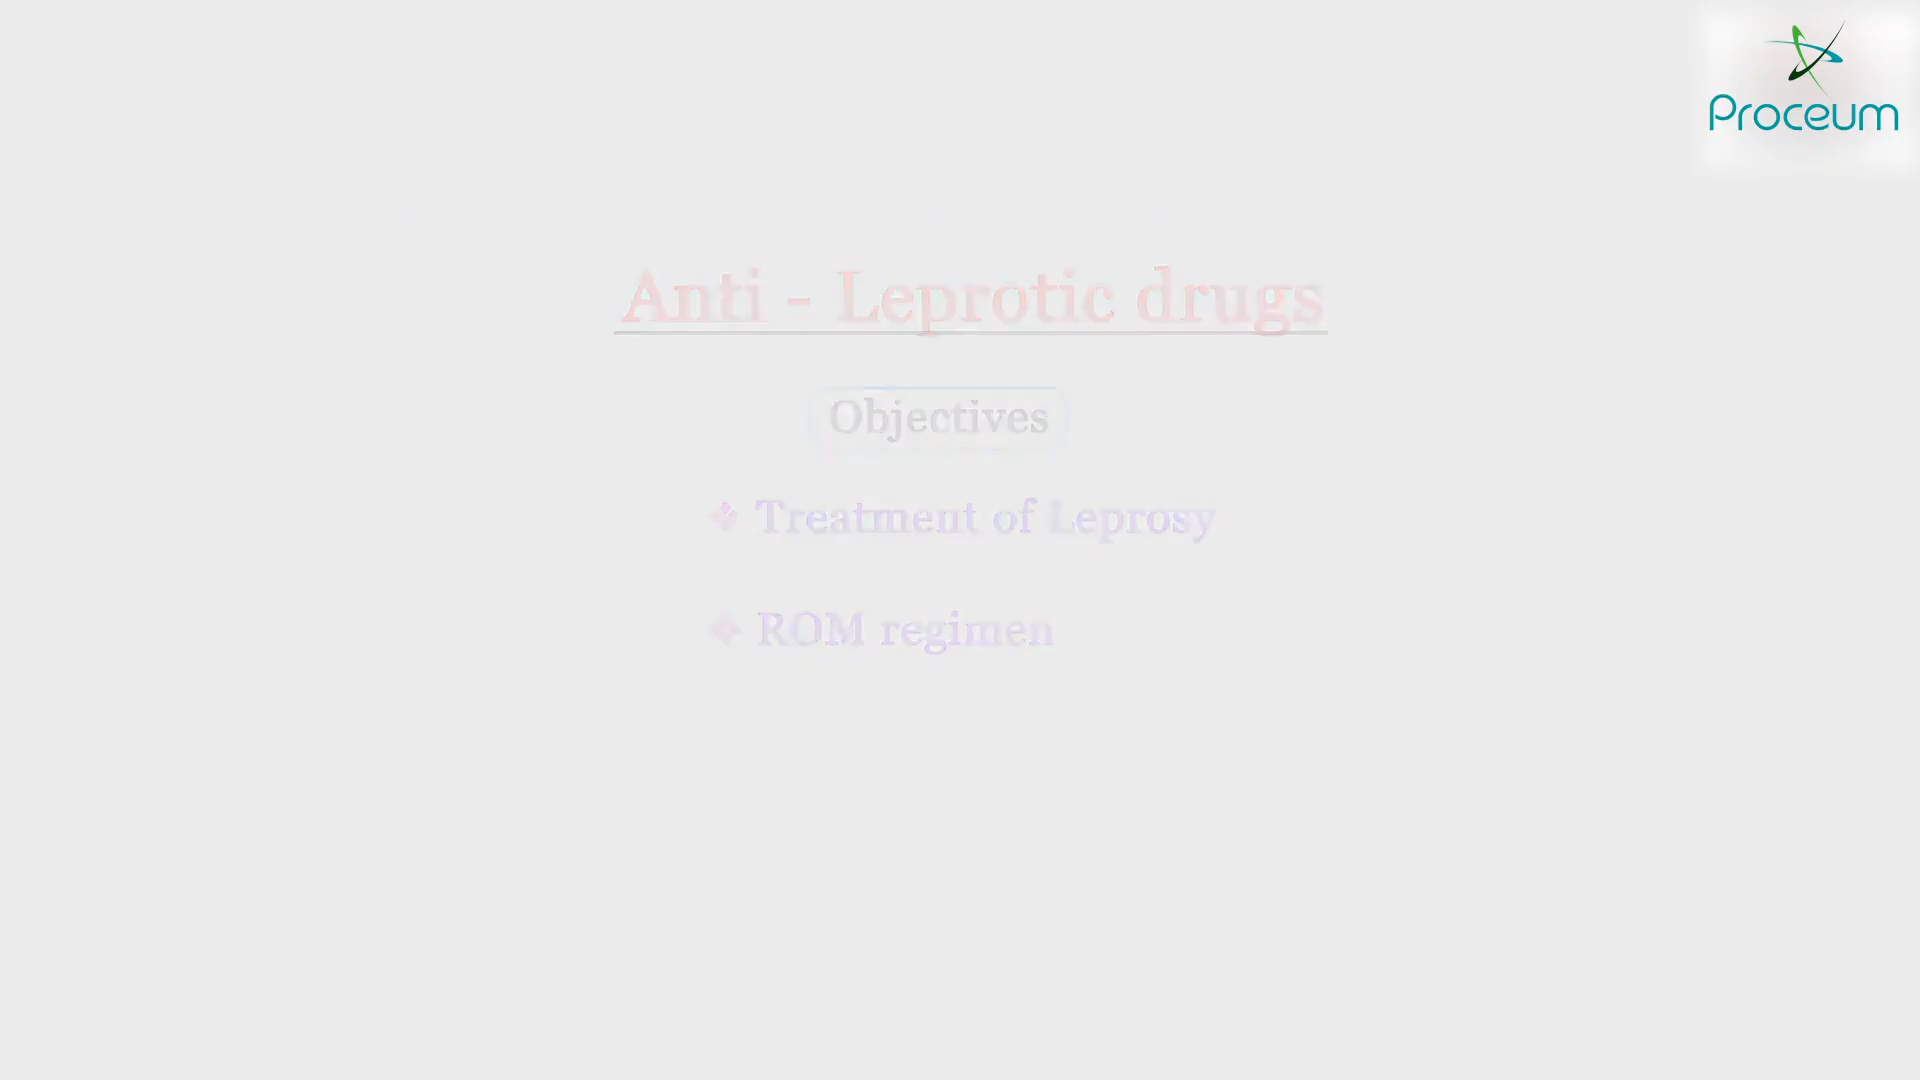 Proceum
Anti - Leprotic drugs
Objectives
❖ Treatment of Leprosy
❖ ROM regimen